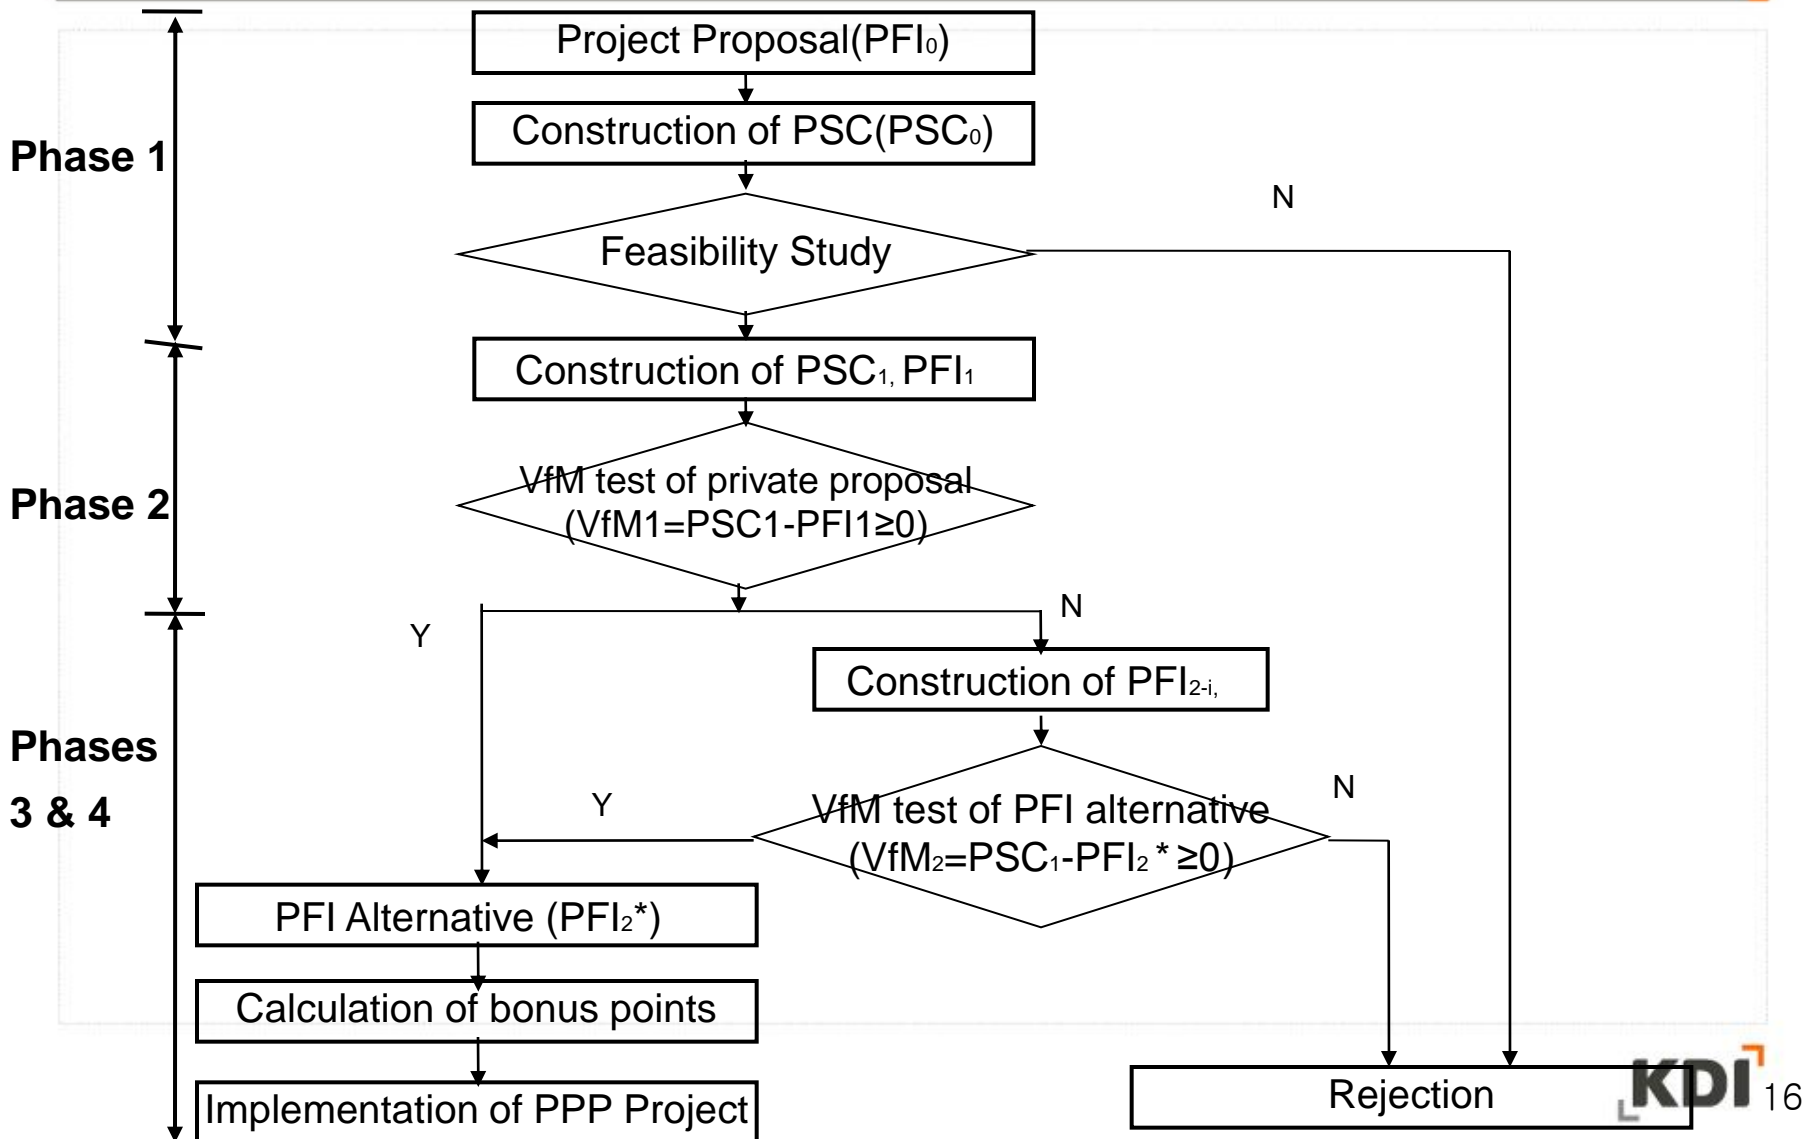 Project Proposal(PFI₀)
Construction of PSC(PSC₀)
Phase 1
N
Feasibility Study
Construction of PSC₁, PFI₁
VfM test of private proposal
Phase 2
(VfM1=PSC1-PFI1≥0)
N
Y
Construction of PFI₂₋ᵢ,
Phases
3 & 4
N
Y
VfM test of PFI alternative
(VfM₂=PSC₁-PFI₂ * ≥0)
PFI Alternative (PFI₂*)
Calculation of bonus points
Implementation of PPP Project
Rejection
KDI
16